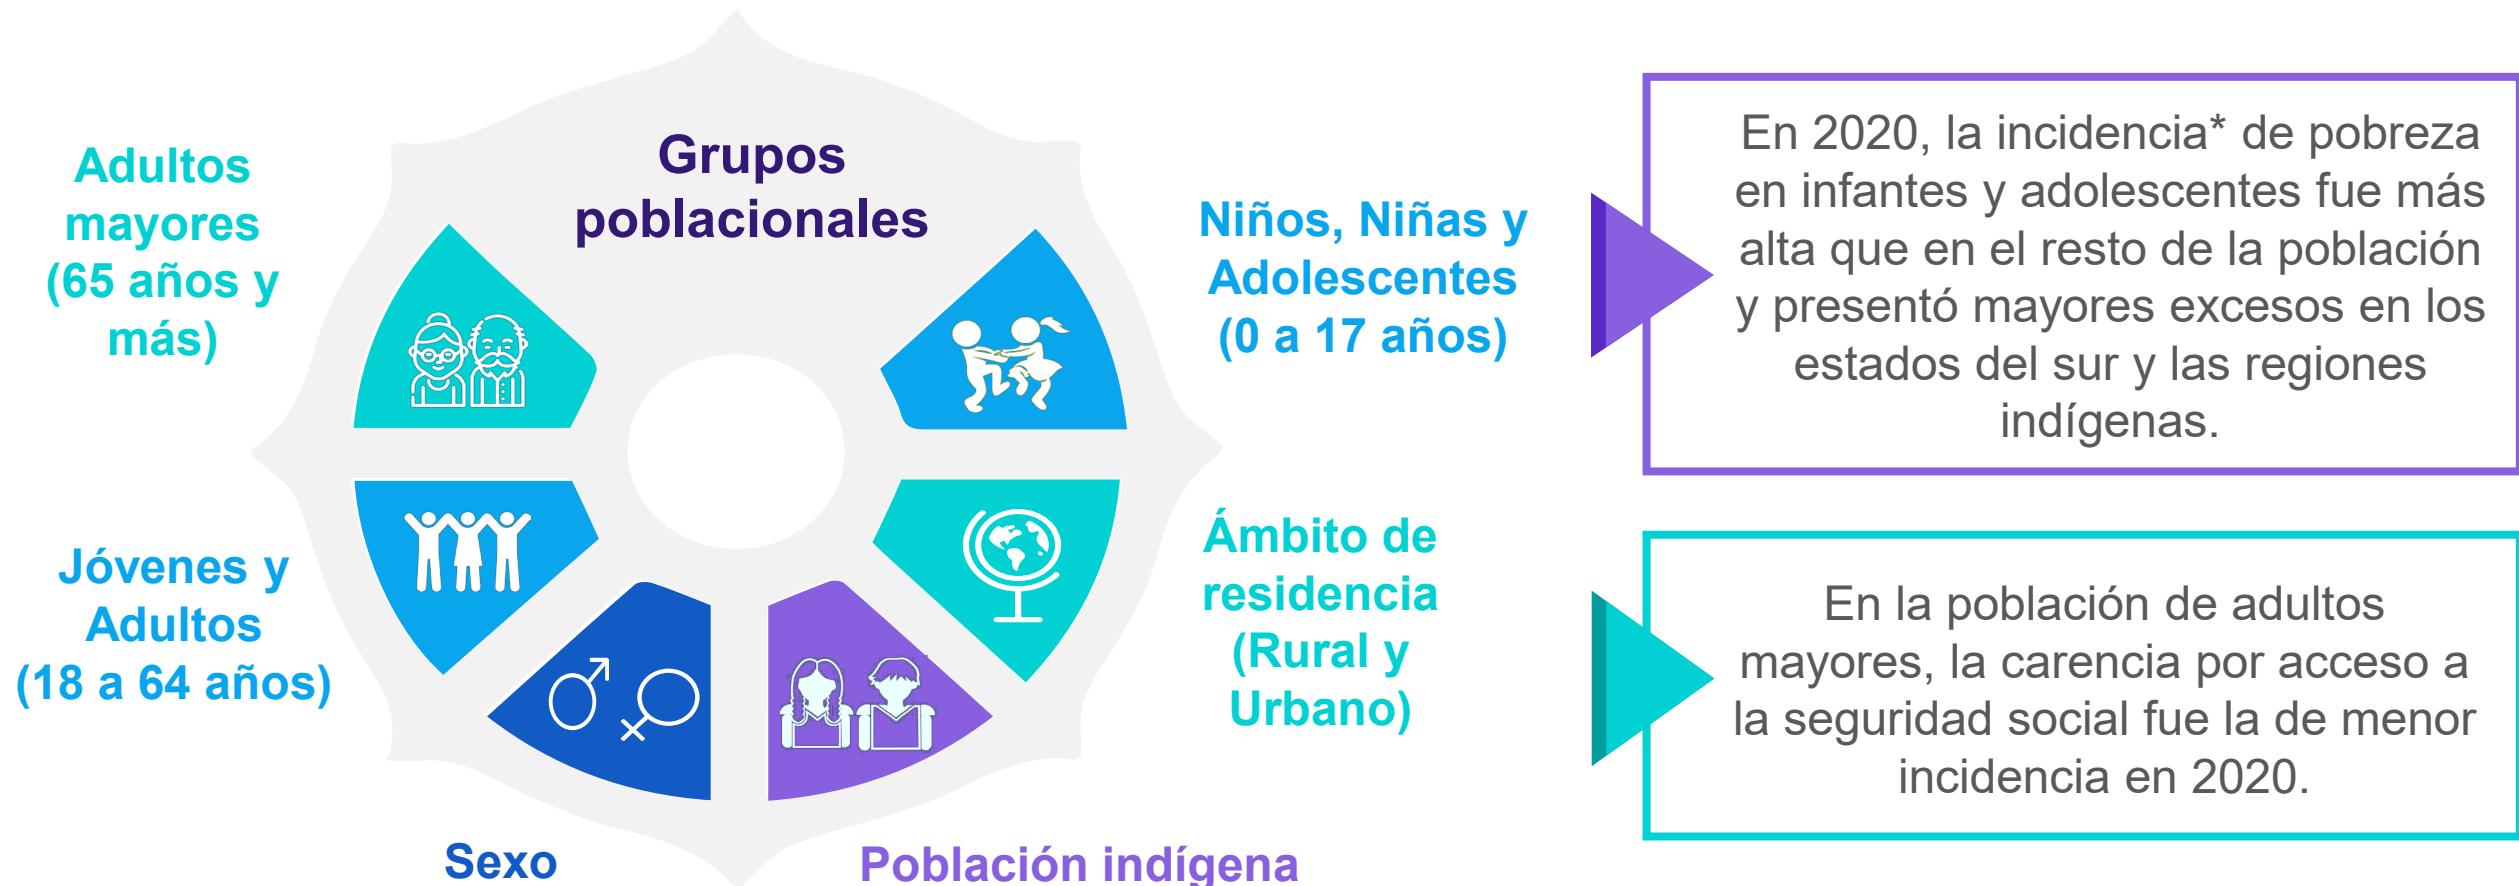 Grupos
poblacionales
Adultos
mayores
(65 años y
más)
Niños, Niñas y
Adolescentes
(0 a 17 años)
Jóvenes y
Adultos
(18 a 64 años)
Ámbito de
residencia
(Rural y
Urbano)
Sexo
Población indígena
En 2020, la incidencia* de pobreza
en infantes y adolescentes fue más
alta que en el resto de la población
y presentó mayores excesos en los
estados del sur y las regiones
indígenas.
En la población de adultos
mayores, la carencia por acceso a
la seguridad social fue la de menor
incidencia en 2020.